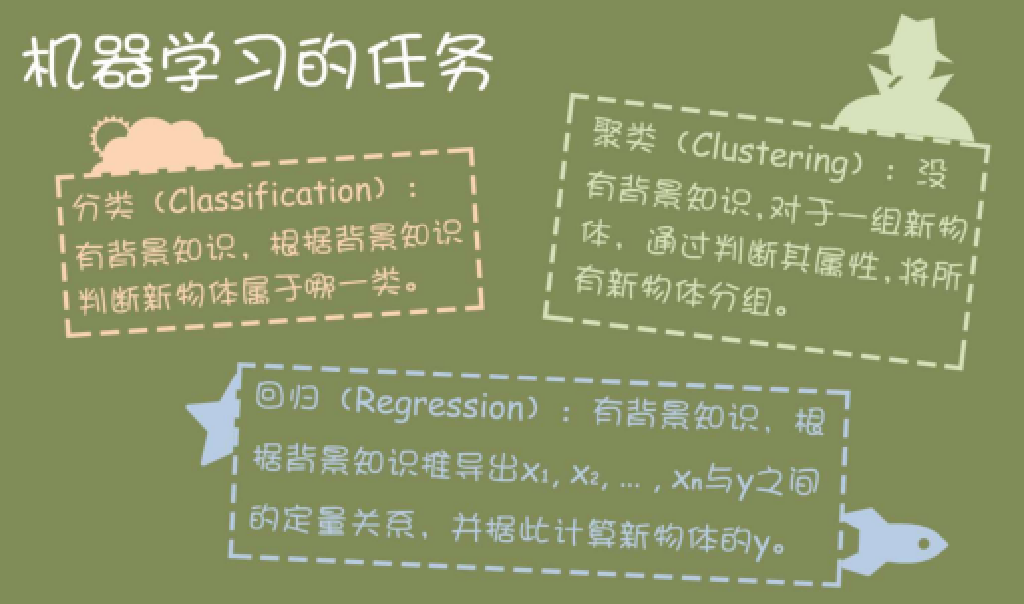 机器学习的任务
分类（Classification）：
有背景知识，根据背景知识
判断新物体属于哪一类。
聚类（Clustering）：没
有背景知识,对于一组新物
体，通过判断其属性,将所
有新物体分组。
回归（Regression）：有背景知识，根
据背景知识推导出x₁, x₂, ... , xₙ与y之间
的定量关系，并据此计算新物体的y。